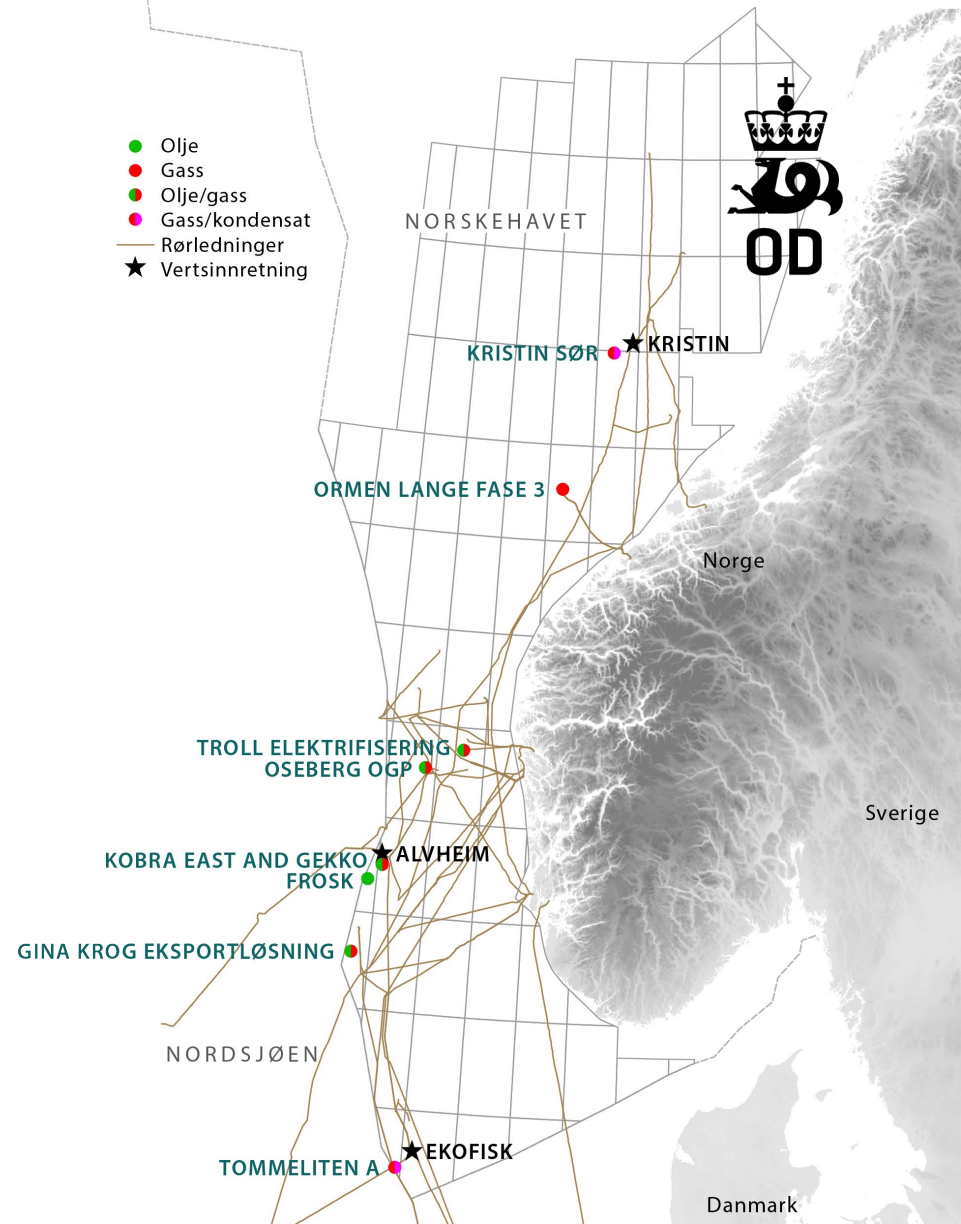 Olje
Gass
Olje/gass
Gass/kondensat
Rørledninger
Vertsinnretning
OD
NORSKEHAVET
KRISTIN
KRISTIN SØR
ORMEN LANGE FASE 3
Norge
TROLL ELEKTRIFISERING
OSEBERG OGP
Sverige
ALVHEIM
KOBRA EAST AND GEKKO
FROSK
GINA KROG EKSPORTLØSNING
NORDSJØEN
EKOFISK
TOMMELITEN A
Danmark